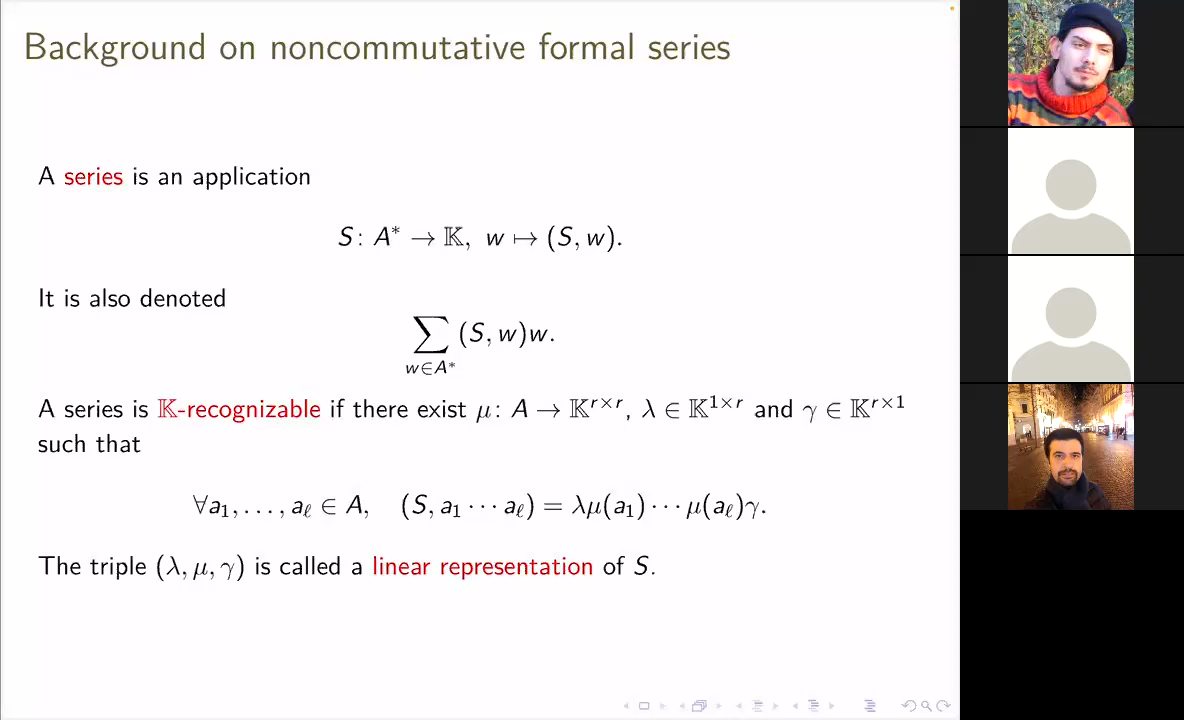 Background on noncommutative formal series
A series is an application
S: A* → 𝕂, w ↦ (S, w).
It is also denoted
∑_{w∈A*} (S, w)w.
A series is 𝕂-recognizable if there exist μ: A → 𝕂^{r×r}, λ ∈ 𝕂^{1×r} and γ ∈ 𝕂^{r×1}
such that
∀a₁, …, a_ℓ ∈ A, (S, a₁ ⋯ a_ℓ) = λμ(a₁) ⋯ μ(a_ℓ)γ.
The triple (λ, μ, γ) is called a linear representation of S.